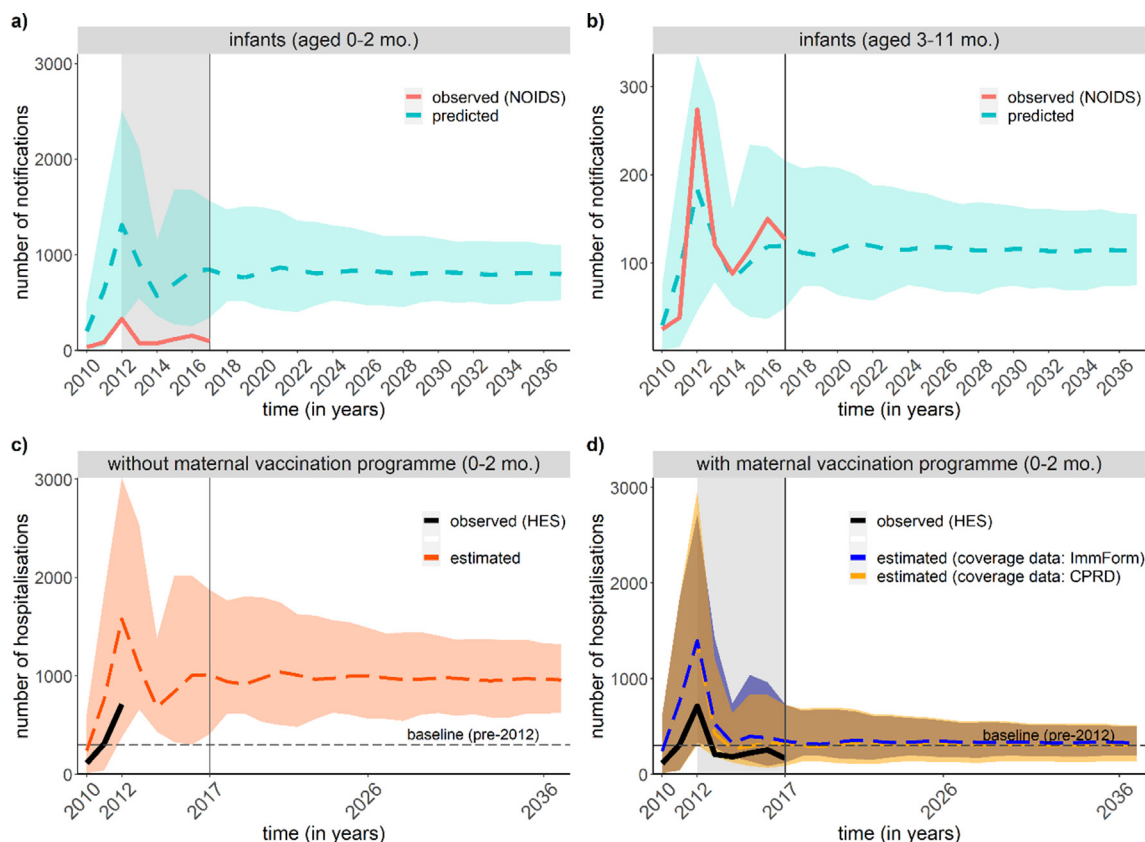 a)
infants (aged 0-2 mo.)
number of notifications
3000
2000
1000
0
observed (NOIDS)
predicted
2010
2012
2014
2016
2018
2020
2022
2024
2026
2028
2030
2032
2034
2036
time (in years)
b)
infants (aged 3-11 mo.)
number of notifications
300
200
100
observed (NOIDS)
predicted
2010
2012
2014
2016
2018
2020
2022
2024
2026
2028
2030
2032
2034
2036
time (in years)
c)
without maternal vaccination programme (0-2 mo.)
number of hospitalisations
3000
2000
1000
0
observed (HES)
estimated
baseline (pre-2012)
2010
2012
2017
2026
2036
time (in years)
d)
with maternal vaccination programme (0-2 mo.)
number of hospitalisations
3000
2000
1000
0
observed (HES)
estimated (coverage data: ImmForm)
estimated (coverage data: CPRD)
baseline (pre-2012)
2010
2012
2017
2026
2036
time (in years)